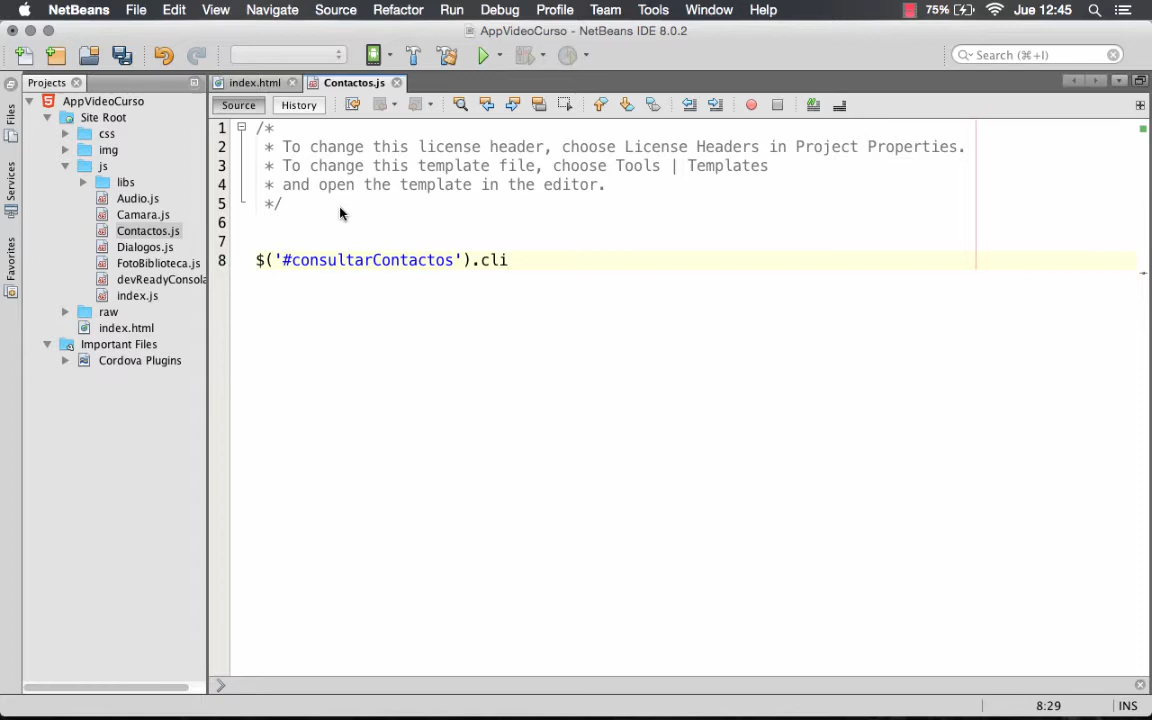 NetBeans File Edit View Navigate Source Refactor Run Debug Profile Team Tools Window Help 75% Jue 12:45
AppVideoCurso - NetBeans IDE 8.0.2
Search (⌘+I)
Projects index.html Contactos.js
Source History
Files
Services
Favorites
AppVideoCurso
Site Root
css
img
js
libs
Audio.js
Camara.js
Contactos.js
Dialogos.js
FotoBiblioteca.js
devReadyConsola
index.js
raw
index.html
Important Files
Cordova Plugins
1 /*
2 * To change this license header, choose License Headers in Project Properties.
3 * To change this template file, choose Tools | Templates
4 * and open the template in the editor.
5 */
6
7
8 $('#consultarContactos').cli
8:29 INS